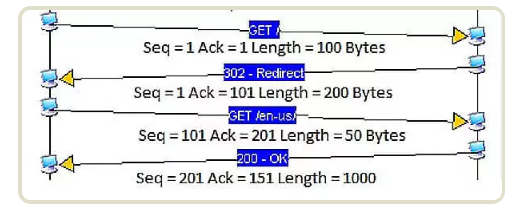 GET /
Seq = 1 Ack = 1 Length = 100 Bytes
302 - Redirect
Seq = 1 Ack = 101 Length = 200 Bytes
GET /en-us/
Seq = 101 Ack = 201 Length = 50 Bytes
200 - OK
Seq = 201 Ack = 151 Length = 1000